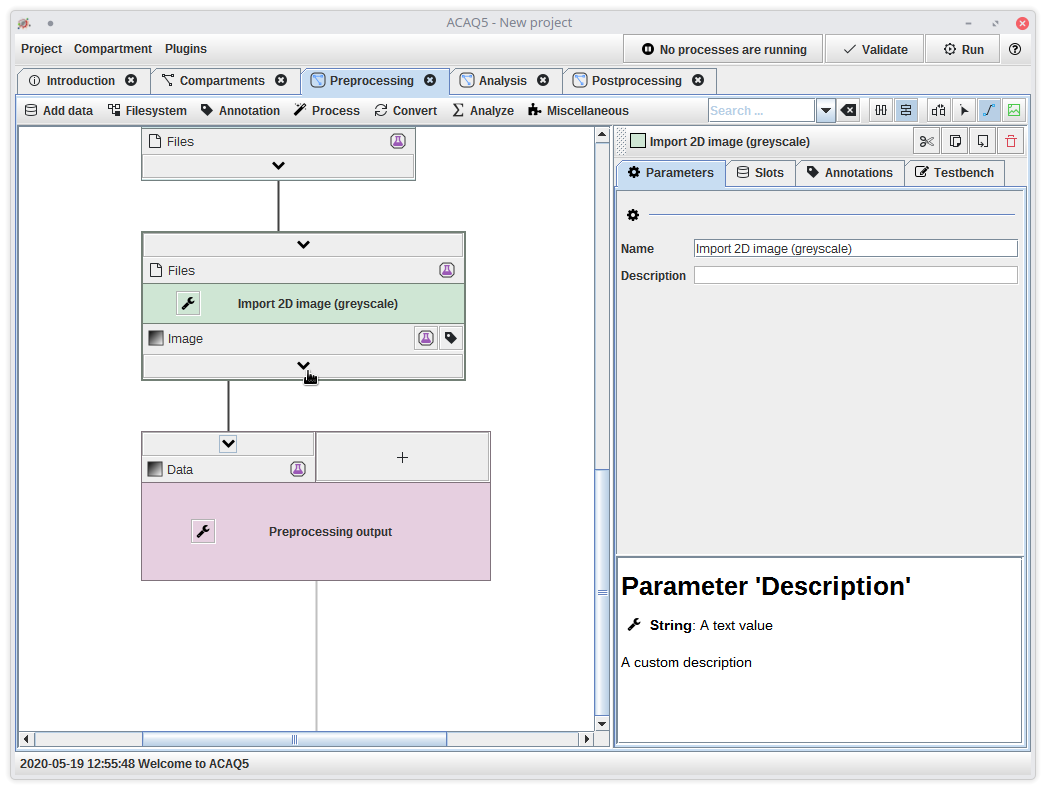 ACAQ5 - New project
Project Compartment Plugins
No processes are running Validate Run
Introduction Compartments Preprocessing Analysis Postprocessing
Add data Filesystem Annotation Process Convert Analyze Miscellaneous Search ...
Files
Files
Import 2D image (greyscale)
Image
Data
Preprocessing output
Import 2D image (greyscale)
Parameters Slots Annotations Testbench
Name Import 2D image (greyscale)
Description
Parameter 'Description'
String: A text value
A custom description
2020-05-19 12:55:48 Welcome to ACAQ5